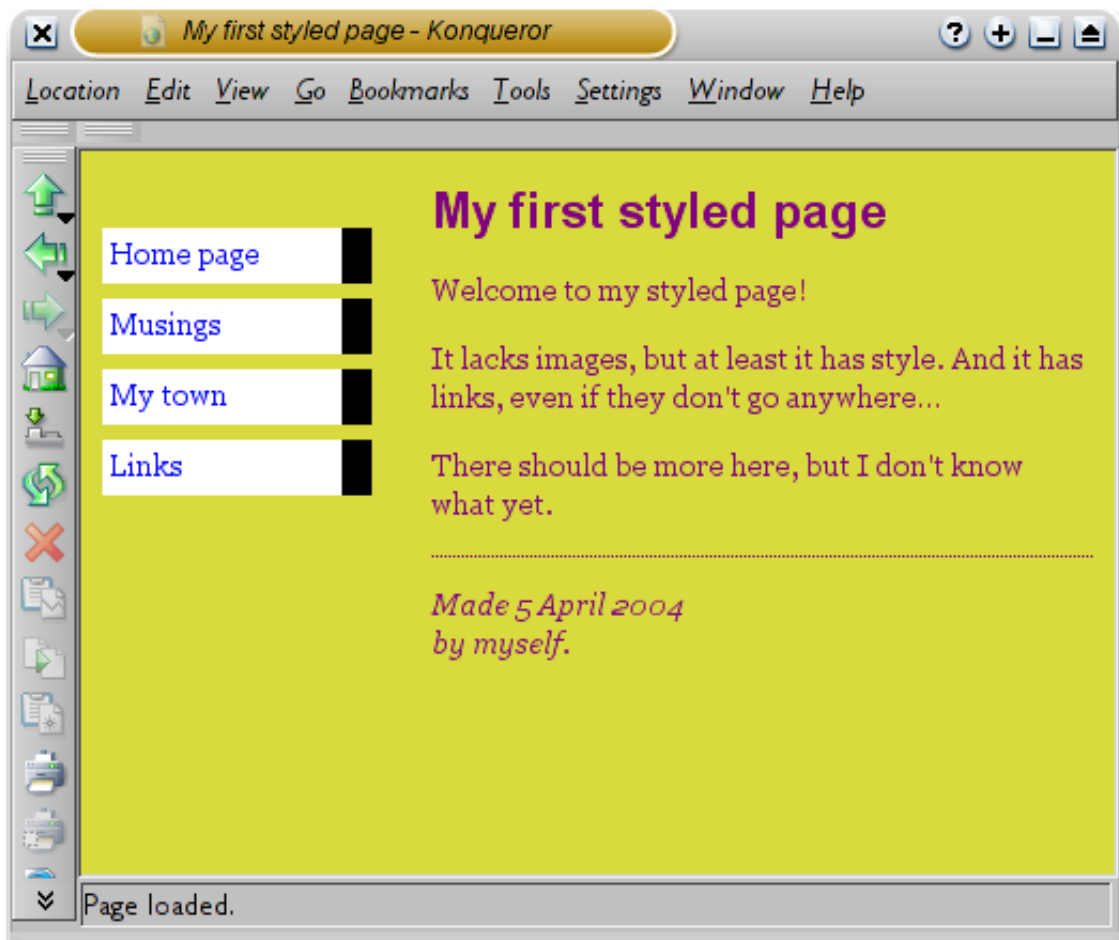 My first styled page - Konqueror
Location Edit View Go Bookmarks Tools Settings Window Help
Home page
Musings
My town
Links
My first styled page
Welcome to my styled page!
It lacks images, but at least it has style. And it has
links, even if they don't go anywhere...
There should be more here, but I don't know
what yet.
Made 5 April 2004
by myself.
Page loaded.